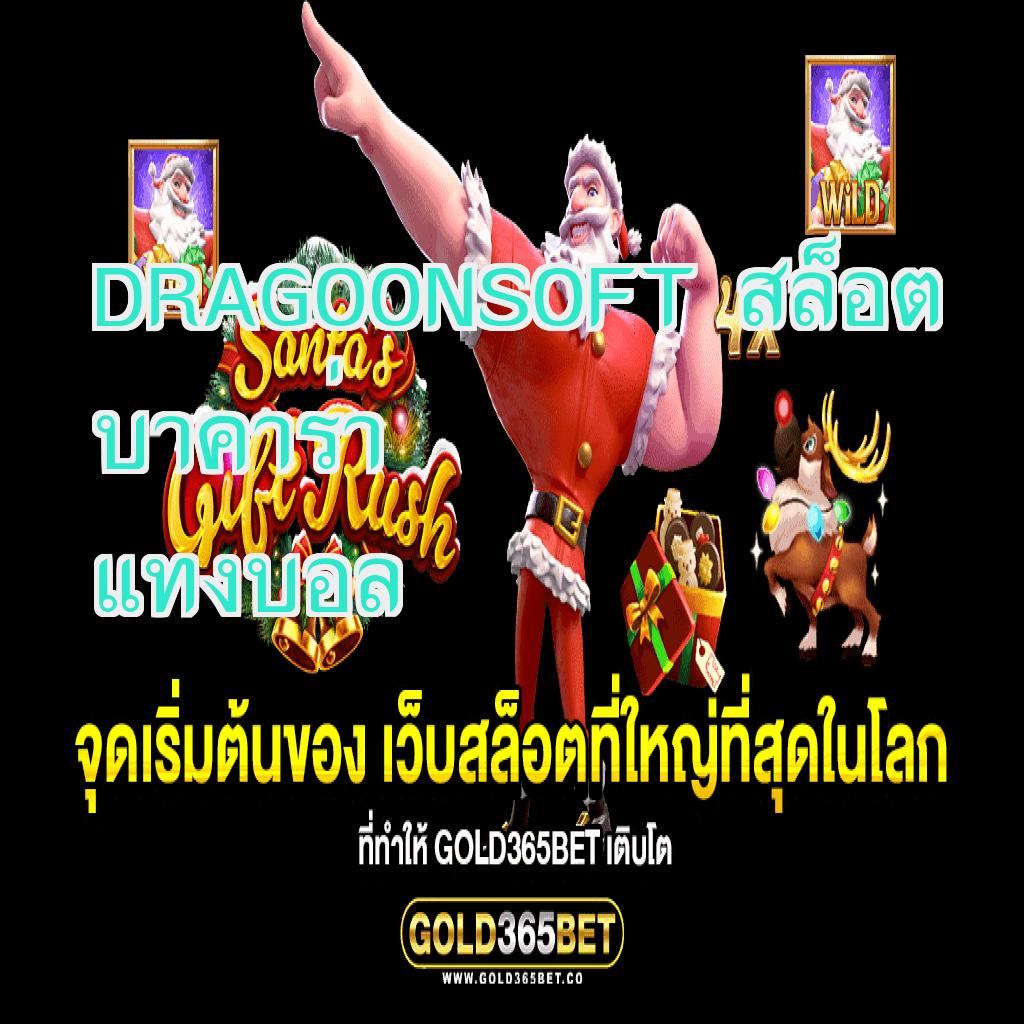 WILD
DRAGOONSOFT สล็อต
4X
Santa's
บาคาร่า
Gift Rush
แทงบอล
จุดเริ่มต้นของ เว็บสล็อตที่ใหญ่ที่สุดในโลก
ที่ทำให้ GOLD365BET เติบโต
GOLD365BET
WWW.GOLD365BET.CO